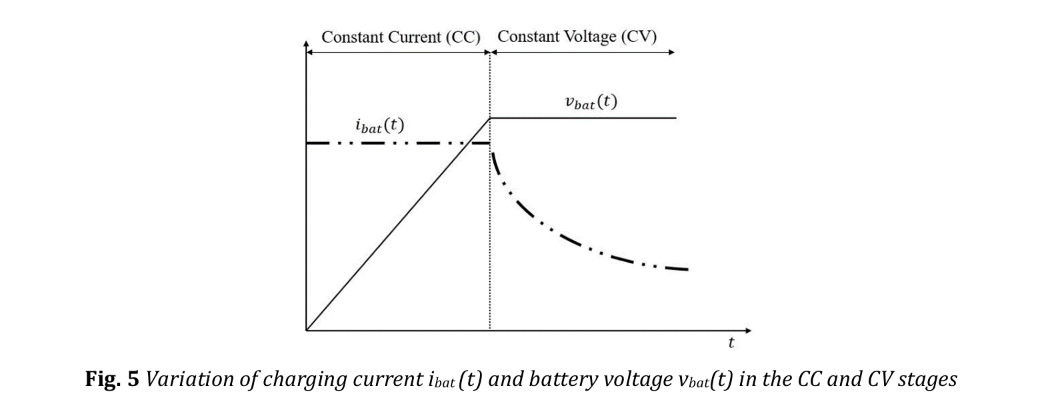 Constant Current (CC) Constant Voltage (CV)
v_bat(t)
i_bat(t)
t
Fig. 5 Variation of charging current i_bat (t) and battery voltage v_bat(t) in the CC and CV stages